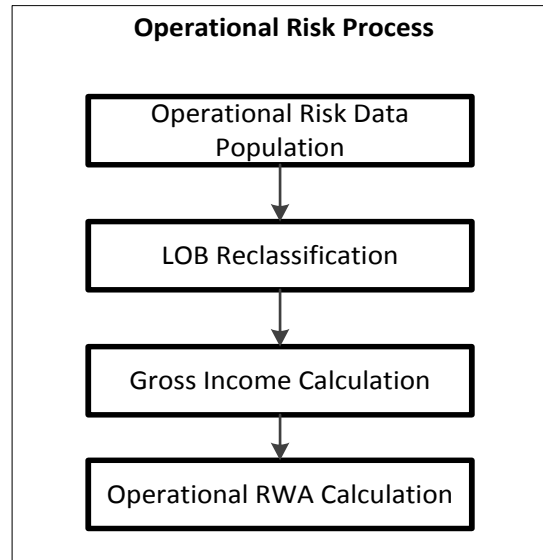 Operational Risk Process
Operational Risk Data
Population
LOB Reclassification
Gross Income Calculation
Operational RWA Calculation